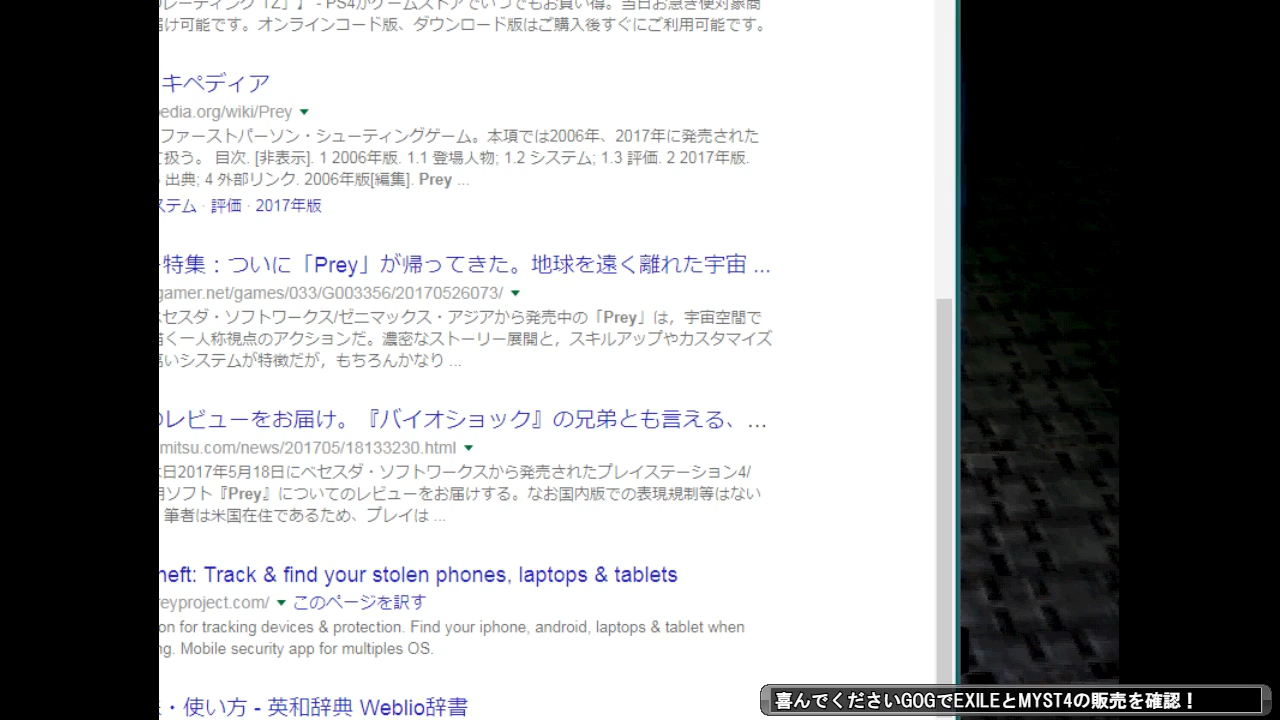 レーティング「Z」】 - PS4がゲームストアでいつでもお買い得。当日お急ぎ便対象商
届け可能です。オンラインコード版、ダウンロード版はご購入後すぐにご利用可能です。
キペディア
pedia.org/wiki/Prey
ファーストパーソン・シューティングゲーム。本項では2006年、2017年に発売された
て扱う。 目次. [非表示]. 1 2006年版. 1.1 登場人物; 1.2 システム; 1.3 評価. 2 2017年版.
出典; 4 外部リンク. 2006年版[編集]. Prey ...
ステム · 評価 · 2017年版
特集：ついに「Prey」が帰ってきた。地球を遠く離れた宇宙 ...
gamer.net/games/033/G003356/20170526073/
ベセスダ・ソフトワークス/ゼニマックス・アジアから発売中の「Prey」は，宇宙空間で
描く一人称視点のアクションだ。濃密なストーリー展開と，スキルアップやカスタマイズ
高いシステムが特徴だが，もちろんかなり ...
のレビューをお届け。『バイオショック』の兄弟とも言える、...
mitsu.com/news/201705/18133230.html
日2017年5月18日にベセスダ・ソフトワークスから発売されたプレイステーション4/
用ソフト『Prey』についてのレビューをお届けする。なお国内版での表現規制等はない
筆者は米国在住であるため、プレイは ...
heft: Track & find your stolen phones, laptops & tablets
reyproject.com/ このページを訳す
on for tracking devices & protection. Find your iphone, android, laptops & tablet when
ng. Mobile security app for multiple OS.
・使い方 - 英和辞典 Weblio辞書
喜んでくださいGOGでEXILEとMYST4の販売を確認！